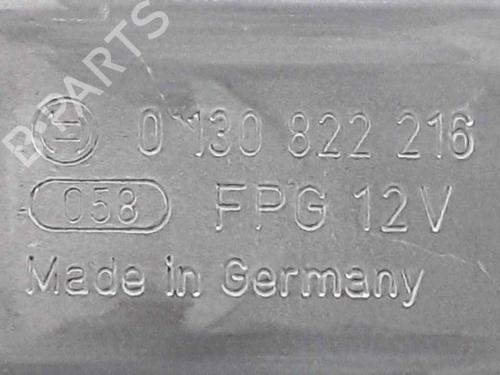 0 130 822 216
058 FPG 12V
Made in Germany
B-PARTS